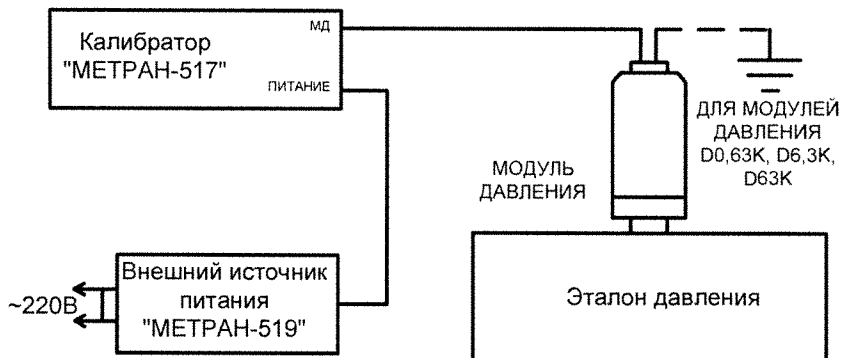 Калибратор
"МЕТРАН-517"
МД
ПИТАНИЕ
ДЛЯ МОДУЛЕЙ
ДАВЛЕНИЯ
D0,63K, D6,3K,
D63K
МОДУЛЬ
ДАВЛЕНИЯ
Внешний источник
питания
"МЕТРАН-519"
~220В
Эталон давления